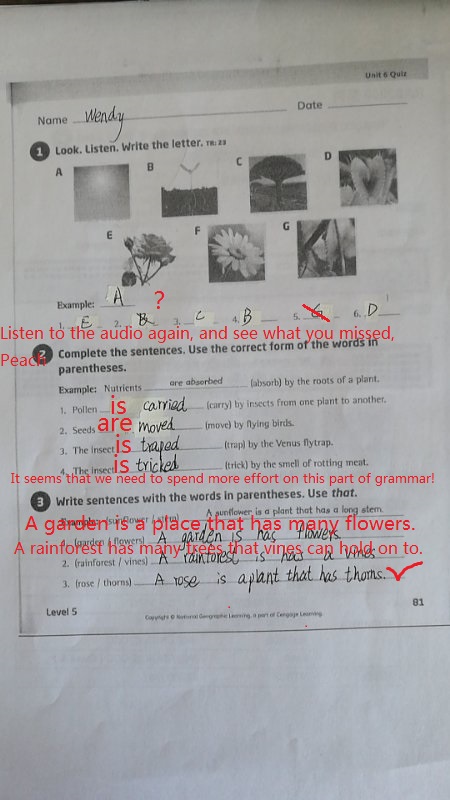 Unit 6 Quiz
Name Wendy Date
1 Look. Listen. Write the letter. TR: 23
A B C D
E F G
Example: A ?
1. E 2. B 3. C 4. B 5. G 6. D
Listen to the audio again, and see what you missed,
Peach
2 Complete the sentences. Use the correct form of the words in
parentheses.
Example: Nutrients are absorbed (absorb) by the roots of a plant.
1. Pollen is carried (carry) by insects from one plant to another.
2. Seeds are moved (move) by flying birds.
3. The insect is traped (trap) by the Venus flytrap.
4. The insect is tricked (trick) by the smell of rotting meat.
It seems that we need to spend more effort on this part of grammar!
3 Write sentences with the words in parentheses. Use that.
A sunflower is a plant that has a long stem.
A garden is a place that has many flowers.
1. (garden / flowers) A garden is has flowers
A rainforest has many trees that vines can hold on to.
2. (rainforest / vines) A rainforest is has a vines
3. (rose / thorns) A rose is a plant that has thorns.
Level 5
81
Copyright © National Geographic Learning, a part of Cengage Learning.